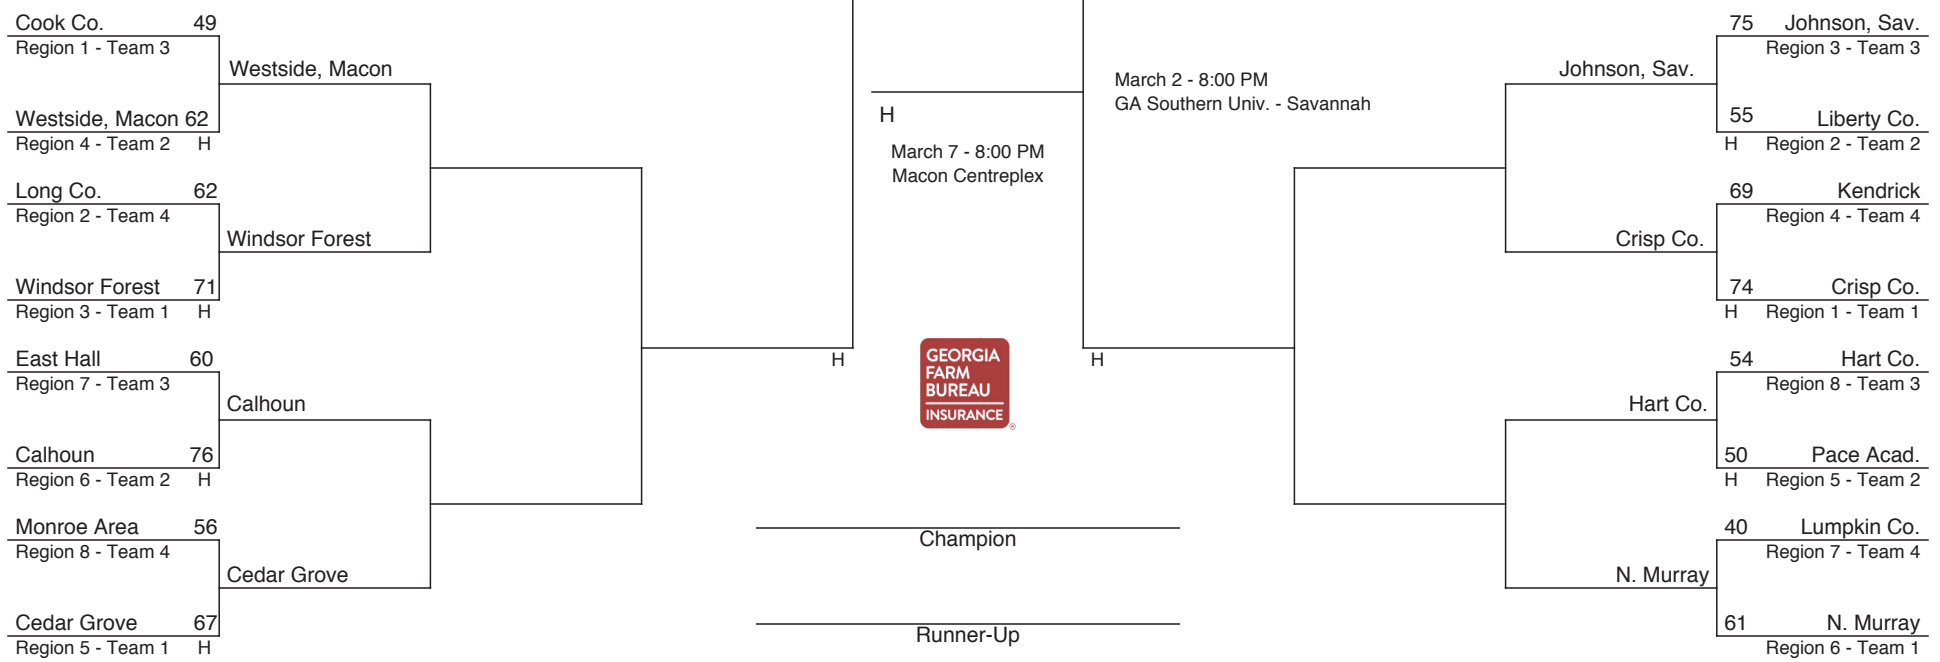 Cook Co. 49
Region 1 - Team 3
Westside, Macon
Westside, Macon 62
Region 4 - Team 2 H
Long Co. 62
Region 2 - Team 4
Windsor Forest
Windsor Forest 71
Region 3 - Team 1 H
East Hall 60
Region 7 - Team 3
Calhoun
Calhoun 76
Region 6 - Team 2 H
Monroe Area 56
Region 8 - Team 4
Cedar Grove
Cedar Grove 67
Region 5 - Team 1 H
H
H
March 7 - 8:00 PM
Macon Centreplex
March 2 - 8:00 PM
GA Southern Univ. - Savannah
H
GEORGIA
FARM
BUREAU
INSURANCE
®
Champion
Runner-Up
75 Johnson, Sav.
Region 3 - Team 3
Johnson, Sav.
55 Liberty Co.
H Region 2 - Team 2
69 Kendrick
Region 4 - Team 4
Crisp Co.
74 Crisp Co.
H Region 1 - Team 1
54 Hart Co.
Region 8 - Team 3
Hart Co.
50 Pace Acad.
H Region 5 - Team 2
40 Lumpkin Co.
Region 7 - Team 4
N. Murray
61 N. Murray
Region 6 - Team 1